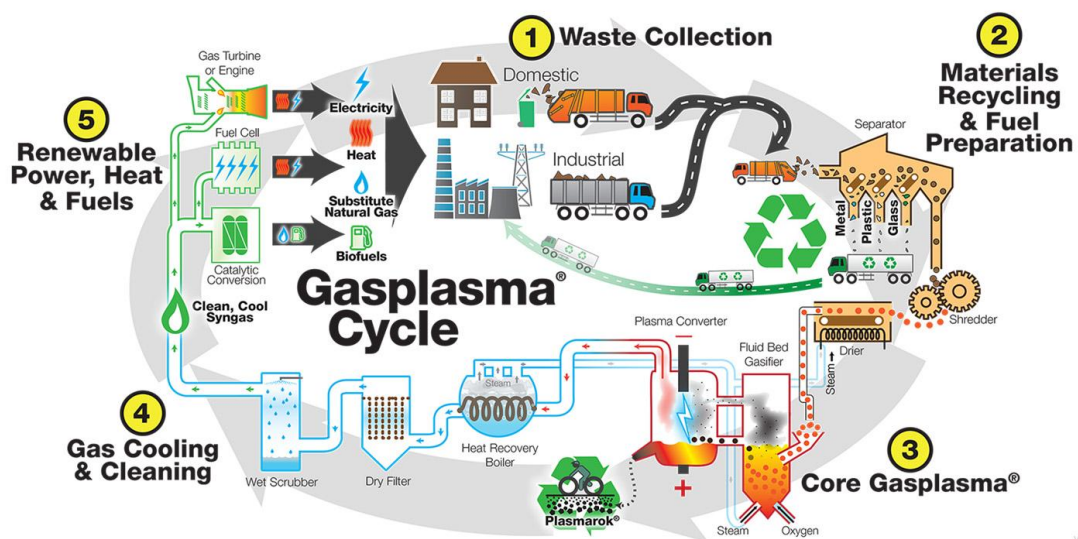 1 Waste Collection
Domestic
Industrial
2
Materials
Recycling
& Fuel
Preparation
Separator
Metal
Plastic
Glass
Shredder
Drier
Steam
3
Core Gasplasma®
Fluid Bed
Gasifier
Plasma Converter
Steam
Oxygen
Plasmarok®
4
Gas Cooling
& Cleaning
Heat Recovery
Boiler
Steam
Dry Filter
Wet Scrubber
Clean, Cool
Syngas
5
Renewable
Power, Heat
& Fuels
Gas Turbine
or Engine
Fuel Cell
Catalytic
Conversion
Electricity
Heat
Substitute
Natural Gas
Biofuels
Gasplasma®
Cycle